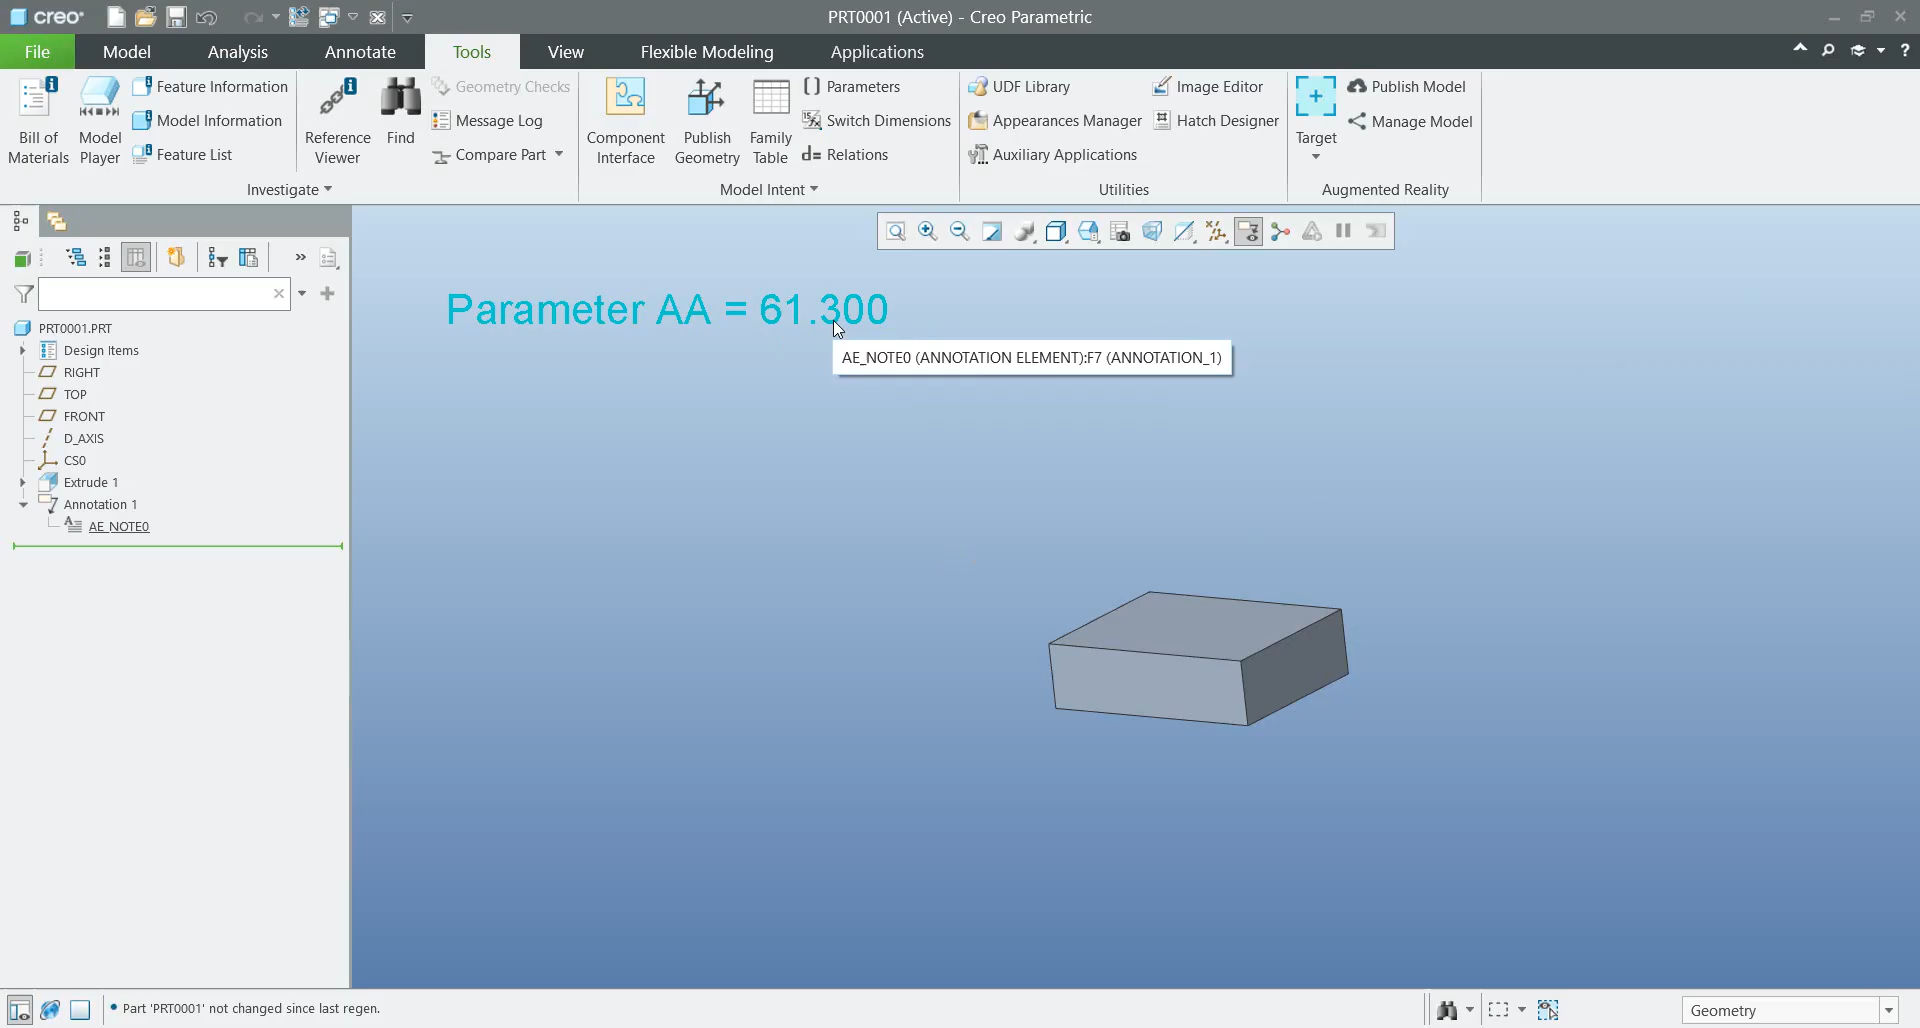 creo
PRT0001 (Active) - Creo Parametric
File
Model
Analysis
Annotate
Tools
View
Flexible Modeling
Applications
Bill of
Materials
Model
Player
Feature Information
Model Information
Feature List
Reference
Viewer
Find
Geometry Checks
Message Log
Compare Part
Investigate
Component
Interface
Publish
Geometry
Family
Table
Parameters
Switch Dimensions
Relations
Model Intent
UDF Library
Appearances Manager
Auxiliary Applications
Image Editor
Hatch Designer
Utilities
Target
Publish Model
Manage Model
Augmented Reality
PRT0001.PRT
Design Items
RIGHT
TOP
FRONT
D_AXIS
CS0
Extrude 1
Annotation 1
AE_NOTE0
Parameter AA = 61.300
AE_NOTE0 (ANNOTATION ELEMENT):F7 (ANNOTATION_1)
• Part 'PRT0001' not changed since last regen.
Geometry